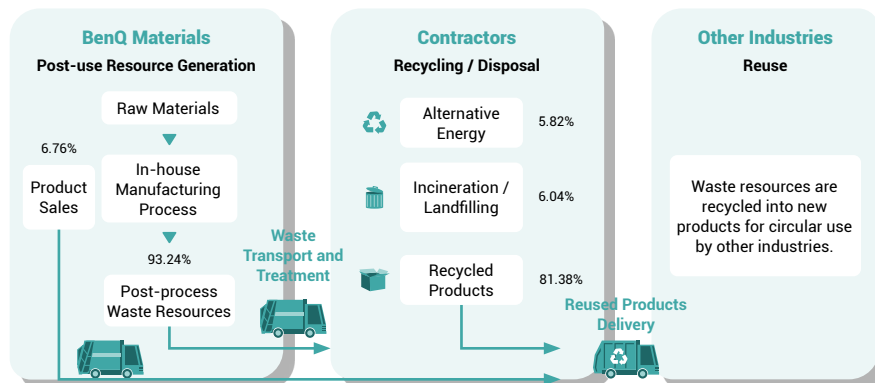 BenQ Materials
Post-use Resource Generation
Raw Materials
6.76%
Product
Sales
In-house
Manufacturing
Process
93.24%
Post-process
Waste Resources
Waste
Transport and
Treatment
Contractors
Recycling / Disposal
Alternative
Energy
5.82%
Incineration /
Landfilling
6.04%
Recycled
Products
81.38%
Reused Products
Delivery
Other Industries
Reuse
Waste resources are
recycled into new
products for circular use
by other industries.